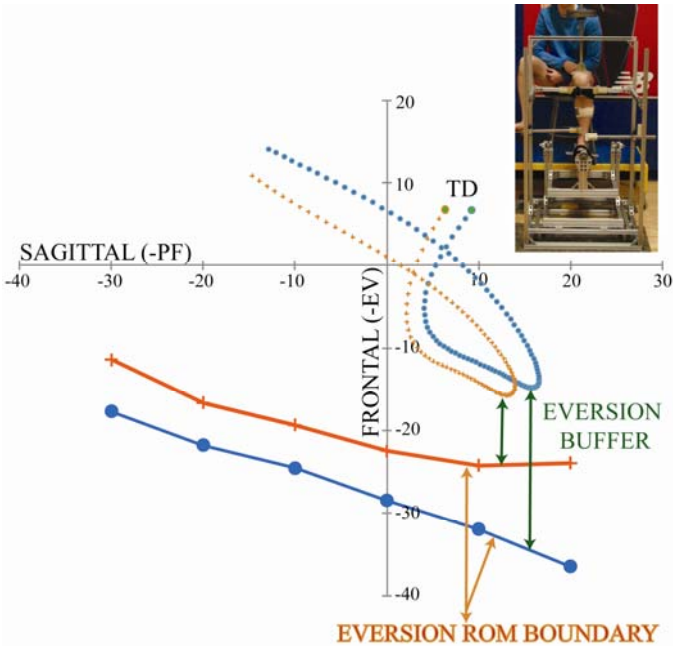 20
10
TD
SAGITTAL (-PF)
-40
-30
-20
-10
10
20
30
FRONTAL (-EV)
-10
-20
-30
-40
EVERSION
BUFFER
EVERSION ROM BOUNDARY